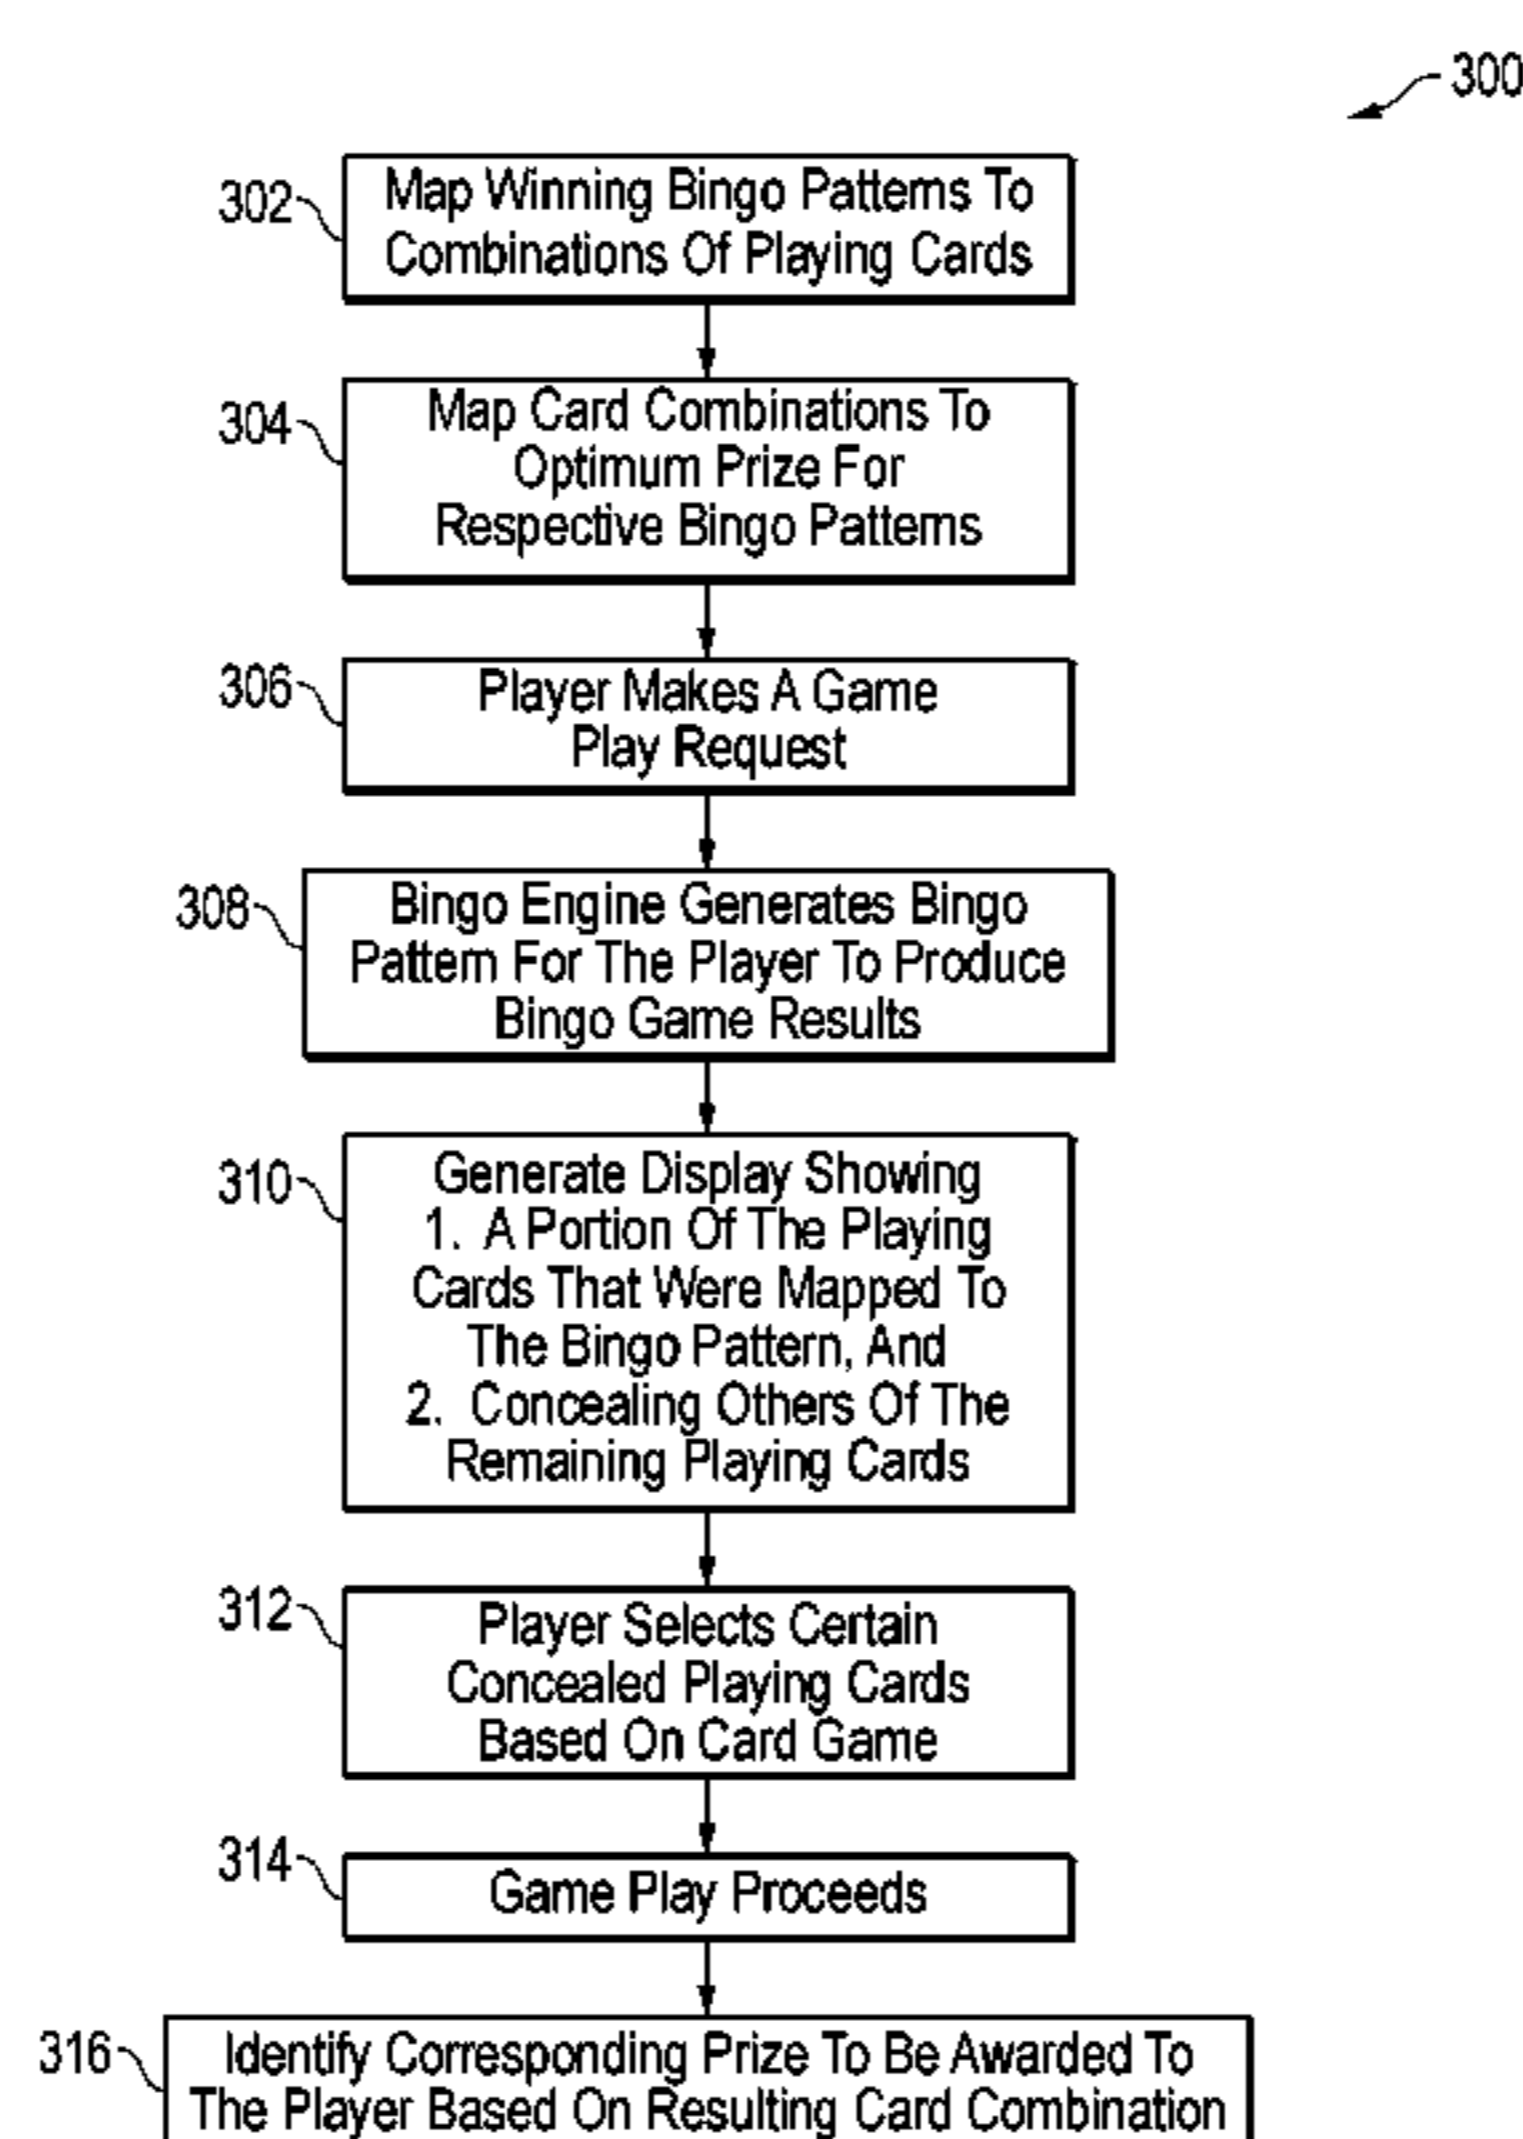 300
302
Map Winning Bingo Patterns To
Combinations Of Playing Cards
304
Map Card Combinations To
Optimum Prize For
Respective Bingo Patterns
306
Player Makes A Game
Play Request
308
Bingo Engine Generates Bingo
Pattern For The Player To Produce
Bingo Game Results
310
Generate Display Showing
1. A Portion Of The Playing
Cards That Were Mapped To
The Bingo Pattern, And
2. Concealing Others Of The
Remaining Playing Cards
312
Player Selects Certain
Concealed Playing Cards
Based On Card Game
314
Game Play Proceeds
316
Identify Corresponding Prize To Be Awarded To
The Player Based On Resulting Card Combination